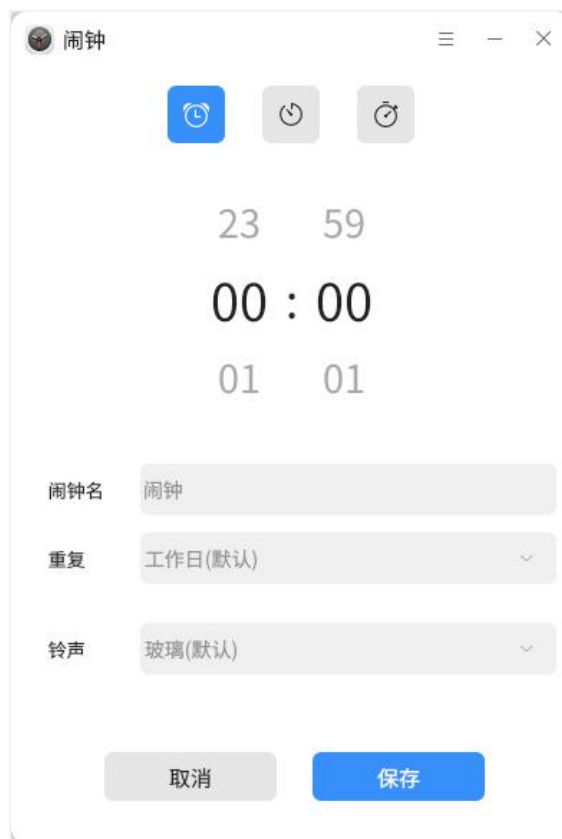 闹钟
23 59
00 : 00
01 01
闹钟名 闹钟
重复 工作日(默认)
铃声 玻璃(默认)
取消 保存